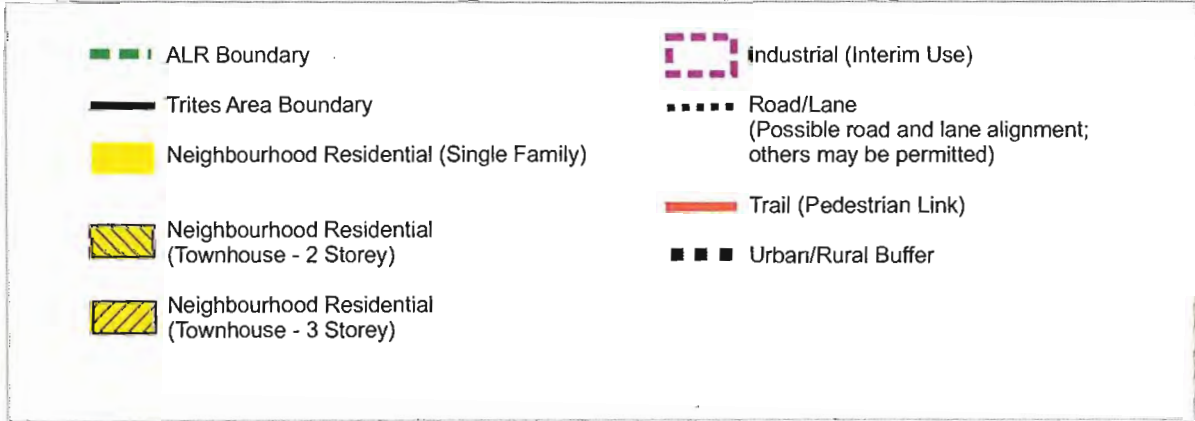 ALR Boundary
Trites Area Boundary
Neighbourhood Residential (Single Family)
Neighbourhood Residential
(Townhouse - 2 Storey)
Neighbourhood Residential
(Townhouse - 3 Storey)
Industrial (Interim Use)
Road/Lane
(Possible road and lane alignment;
others may be permitted)
Trail (Pedestrian Link)
Urban/Rural Buffer